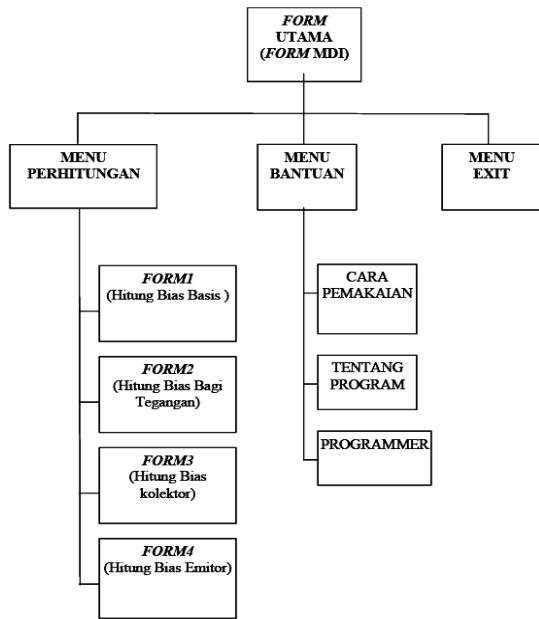 FORM
UTAMA
(FORM MDI)
MENU
PERHITUNGAN
MENU
BANTUAN
MENU
EXIT
FORM1
(Hitung Bias Basis )
FORM2
(Hitung Bias Bagi
Tegangan)
FORM3
(Hitung Bias
kolektor)
FORM4
(Hitung Bias Emitor)
CARA
PEMAKAIAN
TENTANG
PROGRAM
PROGRAMMER